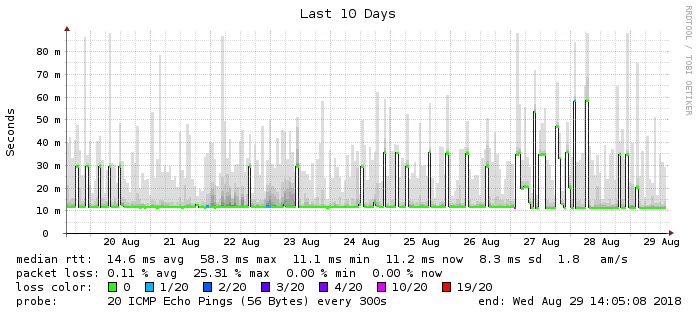 Last 10 Days
RRDTOOL / TOBI OETIKER
Seconds
80 m
70 m
60 m
50 m
40 m
30 m
20 m
10 m
0
20 Aug 21 Aug 22 Aug 23 Aug 24 Aug 25 Aug 26 Aug 27 Aug 28 Aug 29 Aug
median rtt: 14.6 ms avg 58.3 ms max 11.1 ms min 11.2 ms now 8.3 ms sd 1.8 am/s
packet loss: 0.11 % avg 25.31 % max 0.00 % min 0.00 % now
loss color: 0 1/20 2/20 3/20 4/20 10/20 19/20
probe: 20 ICMP Echo Pings (56 Bytes) every 300s end: Wed Aug 29 14:05:08 2018